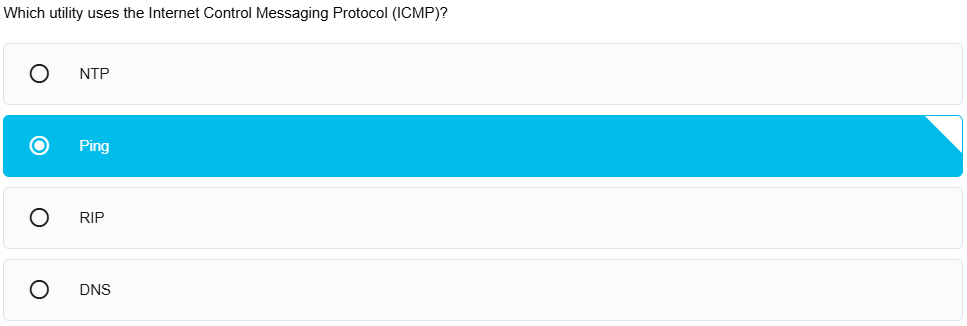 Which utility uses the Internet Control Messaging Protocol (ICMP)?
NTP
Ping
RIP
DNS